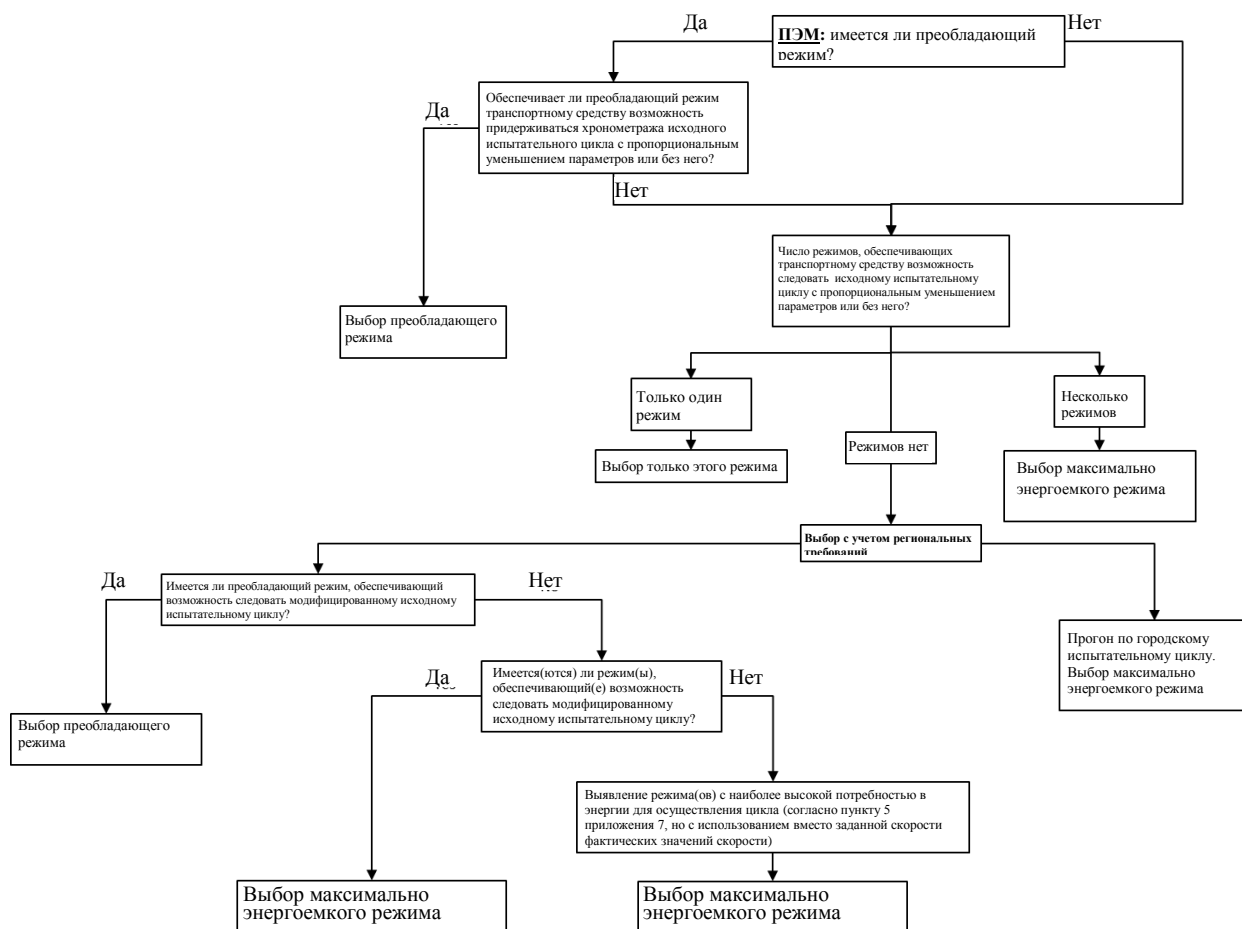 Да
Нет
ПЭМ: имеется ли преобладающий
режим?
Да
Обеспечивает ли преобладающий режим
транспортному средству возможность
придерживаться хронометража исходного
испытательного цикла с пропорциональным
уменьшением параметров или без него?
Нет
Число режимов, обеспечивающих
транспортному средству возможность
следовать исходному испытательному
циклу с пропорциональным уменьшением
параметров или без него?
Выбор преобладающего
режима
Только один
режим
Несколько
режимов
Режимов нет
Выбор только этого режима
Выбор максимально
энергоемкого режима
Выбор с учетом региональных
требований
Да
Имеется ли преобладающий режим, обеспечивающий
возможность следовать модифицированному исходному
испытательному циклу?
Нет
Прогон по городскому
испытательному циклу.
Выбор максимально
энергоемкого режима
Да
Имеется(ются) ли режим(ы),
обеспечивающий(е) возможность
следовать модифицированному
исходному испытательному циклу?
Нет
Выбор преобладающего
режима
Выявление режима(ов) с наиболее высокой потребностью в
энергии для осуществления цикла (согласно пункту 5
приложения 7, но с использованием вместо заданной скорости
фактических значений скорости)
Выбор максимально
энергоемкого режима
Выбор максимально
энергоемкого режима